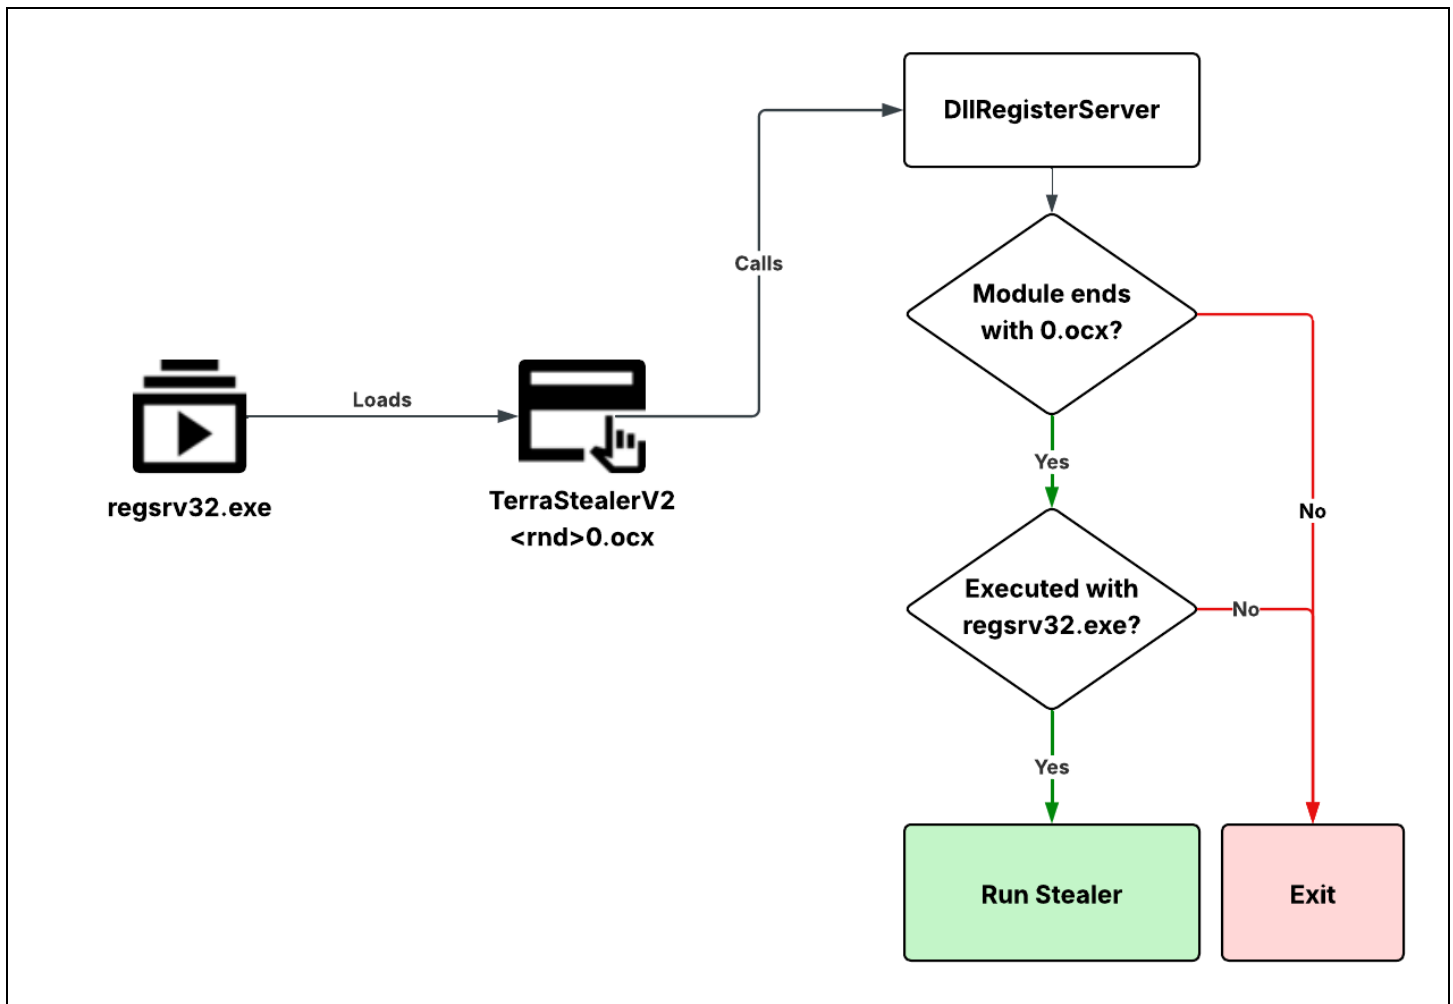 DllRegisterServer
Calls
Module ends
with 0.ocx?
Loads
Yes
regsrv32.exe
TerraStealerV2
<rnd>0.ocx
No
Executed with
regsrv32.exe?
No
Yes
Run Stealer
Exit